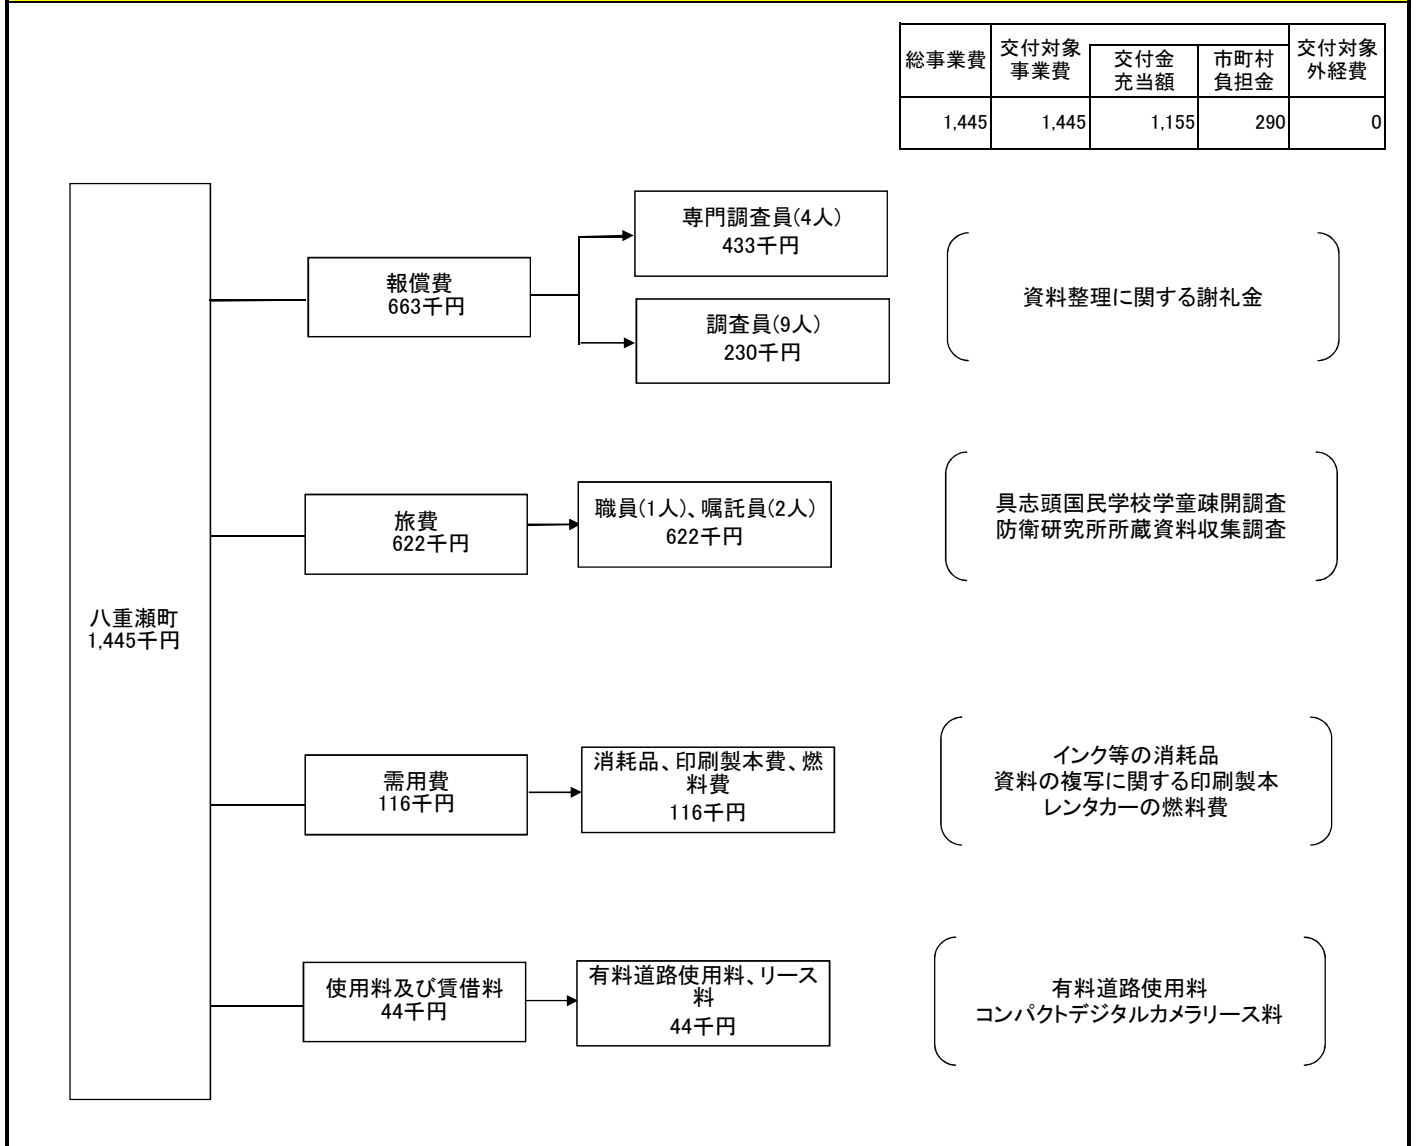 総事業費
交付対象
事業費
交付金
充当額
市町村
負担金
交付対象
外経費
1,445
1,445
1,155
290
0
八重瀬町
1,445千円
報償費
663千円
専門調査員(4人)
433千円
調査員(9人)
230千円
資料整理に関する謝礼金
旅費
622千円
職員(1人)、嘱託員(2人)
622千円
具志頭国民学校学童疎開調査
防衛研究所所蔵資料収集調査
需用費
116千円
消耗品、印刷製本費、燃
料費
116千円
インク等の消耗品
資料の複写に関する印刷製本
レンタカーの燃料費
使用料及び賃借料
44千円
有料道路使用料、リース
料
44千円
有料道路使用料
コンパクトデジタルカメラリース料